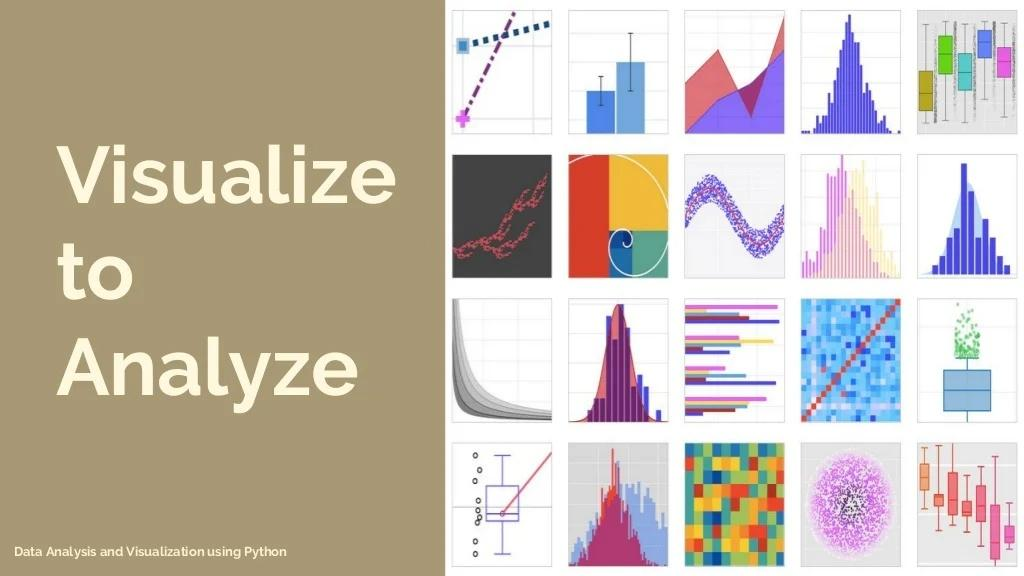 Visualize
to
Analyze
Data Analysis and Visualization using Python